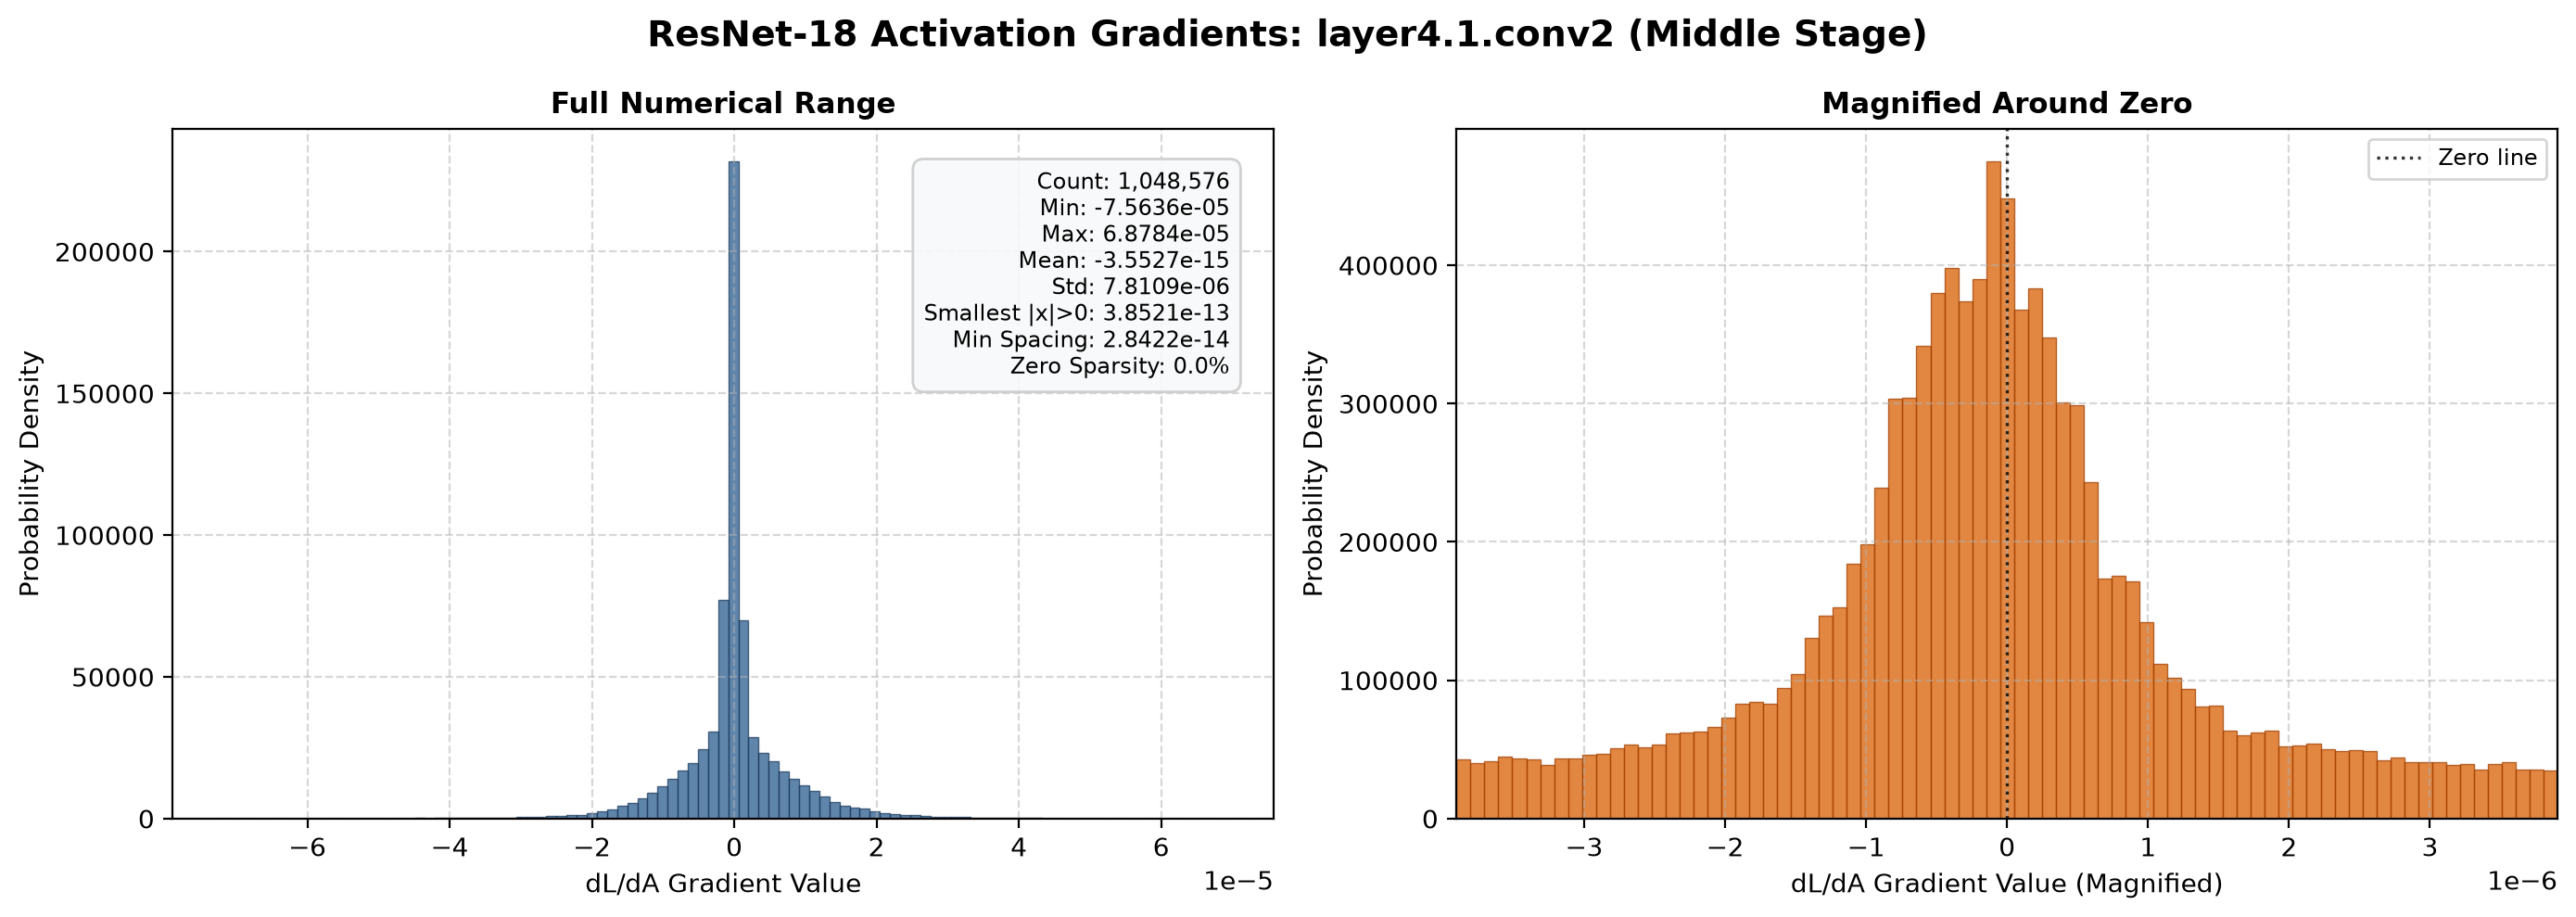 ResNet-18 Activation Gradients: layer4.1.conv2 (Middle Stage)
Full Numerical Range
Probability Density
200000
150000
100000
50000
0
Count: 1,048,576
Min: -7.5636e-05
Max: 6.8784e-05
Mean: -3.5527e-15
Std: 7.8109e-06
Smallest |x|>0: 3.8521e-13
Min Spacing: 2.8422e-14
Zero Sparsity: 0.0%
−6 −4 −2 0 2 4 6
1e−5
dL/dA Gradient Value
Magnified Around Zero
Zero line
Probability Density
400000
300000
200000
100000
0
−3 −2 −1 0 1 2 3
1e−6
dL/dA Gradient Value (Magnified)